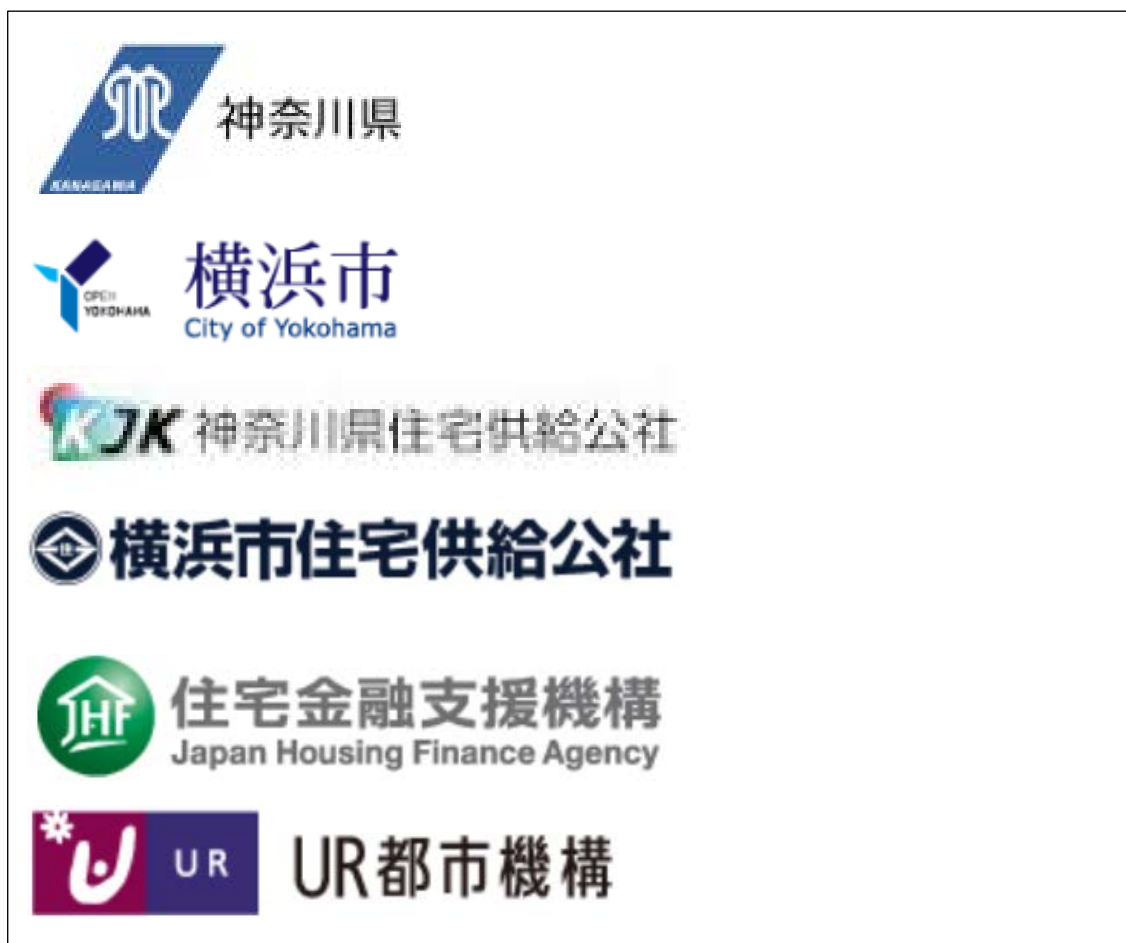 KANAGAWA
神奈川県
OPEN
YOKOHAMA
横浜市
City of Yokohama
KJK 神奈川県住宅供給公社
住 横浜市住宅供給公社
JHF
住宅金融支援機構
Japan Housing Finance Agency
UR UR都市機構